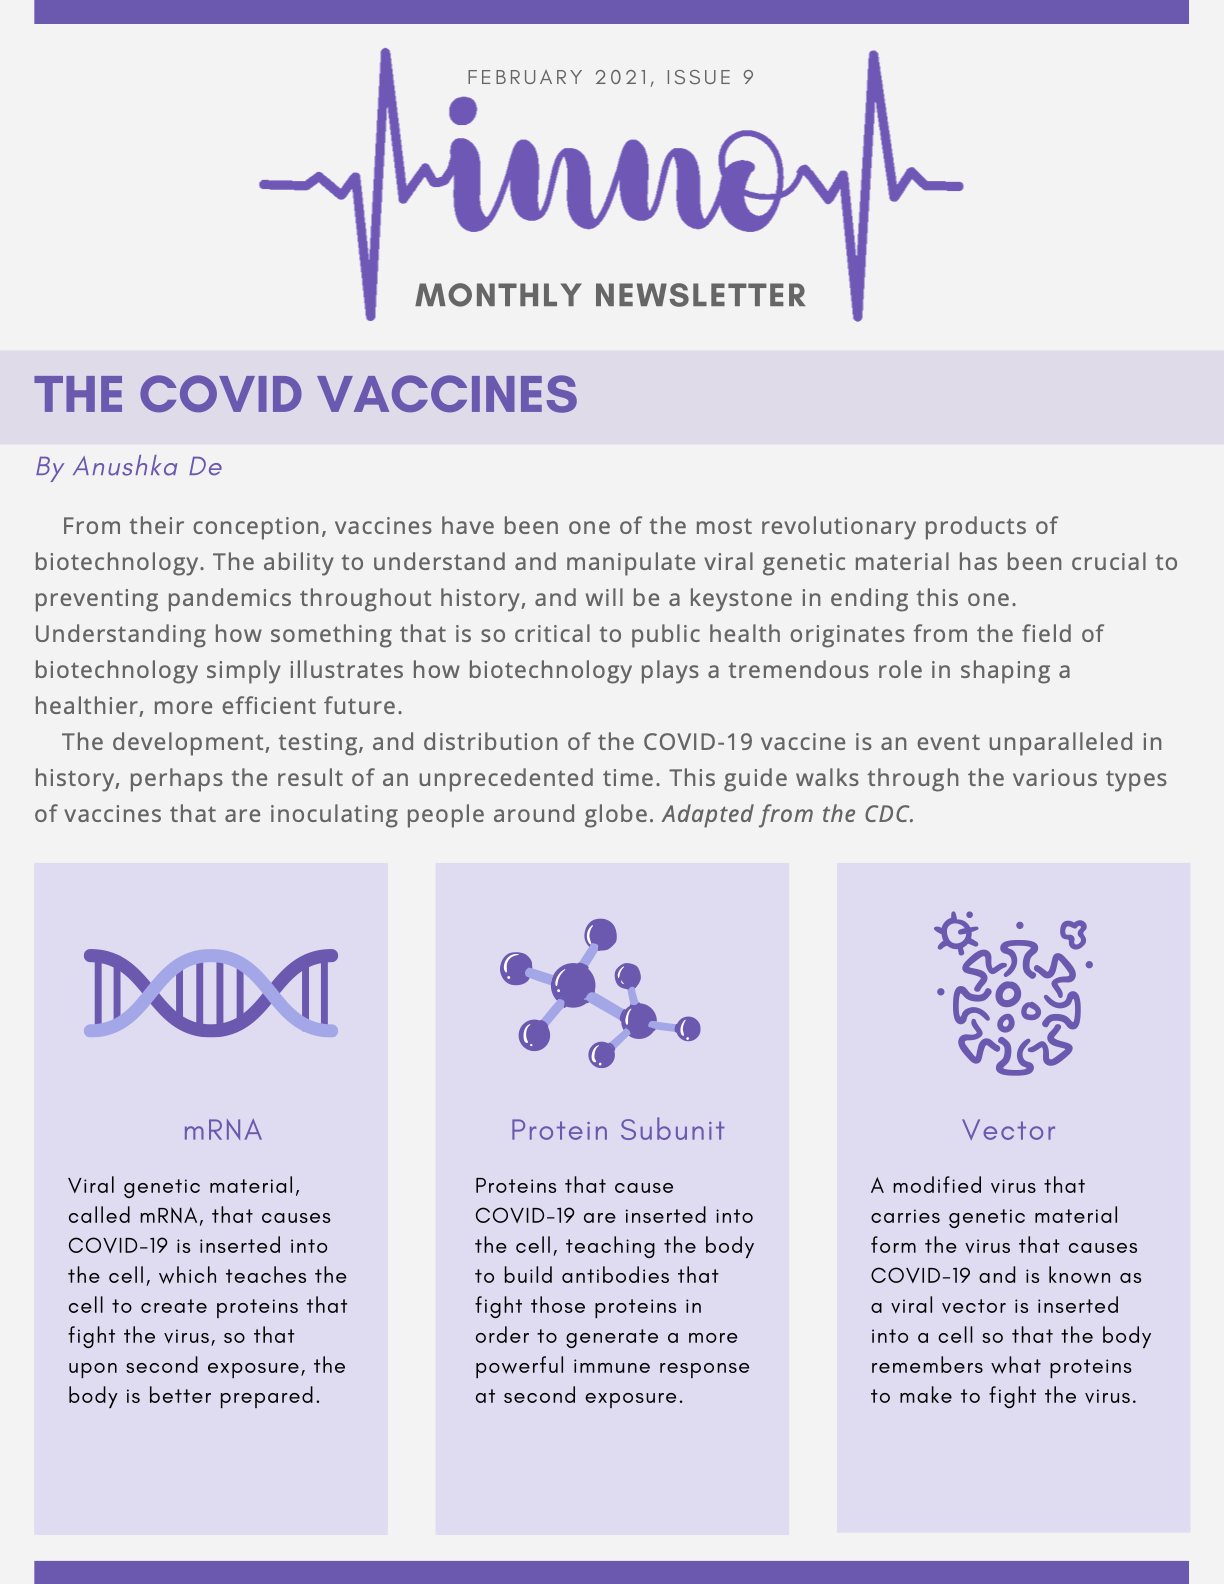 FEBRUARY 2021, ISSUE 9
inno
MONTHLY NEWSLETTER
THE COVID VACCINES
By Anushka De
From their conception, vaccines have been one of the most revolutionary products of
biotechnology. The ability to understand and manipulate viral genetic material has been crucial to
preventing pandemics throughout history, and will be a keystone in ending this one.
Understanding how something that is so critical to public health originates from the field of
biotechnology simply illustrates how biotechnology plays a tremendous role in shaping a
healthier, more efficient future.
The development, testing, and distribution of the COVID-19 vaccine is an event unparalleled in
history, perhaps the result of an unprecedented time. This guide walks through the various types
of vaccines that are inoculating people around globe. Adapted from the CDC.
mRNA
Viral genetic material,
called mRNA, that causes
COVID-19 is inserted into
the cell, which teaches the
cell to create proteins that
fight the virus, so that
upon second exposure, the
body is better prepared.
Protein Subunit
Proteins that cause
COVID-19 are inserted into
the cell, teaching the body
to build antibodies that
fight those proteins in
order to generate a more
powerful immune response
at second exposure.
Vector
A modified virus that
carries genetic material
form the virus that causes
COVID-19 and is known as
a viral vector is inserted
into a cell so that the body
remembers what proteins
to make to fight the virus.